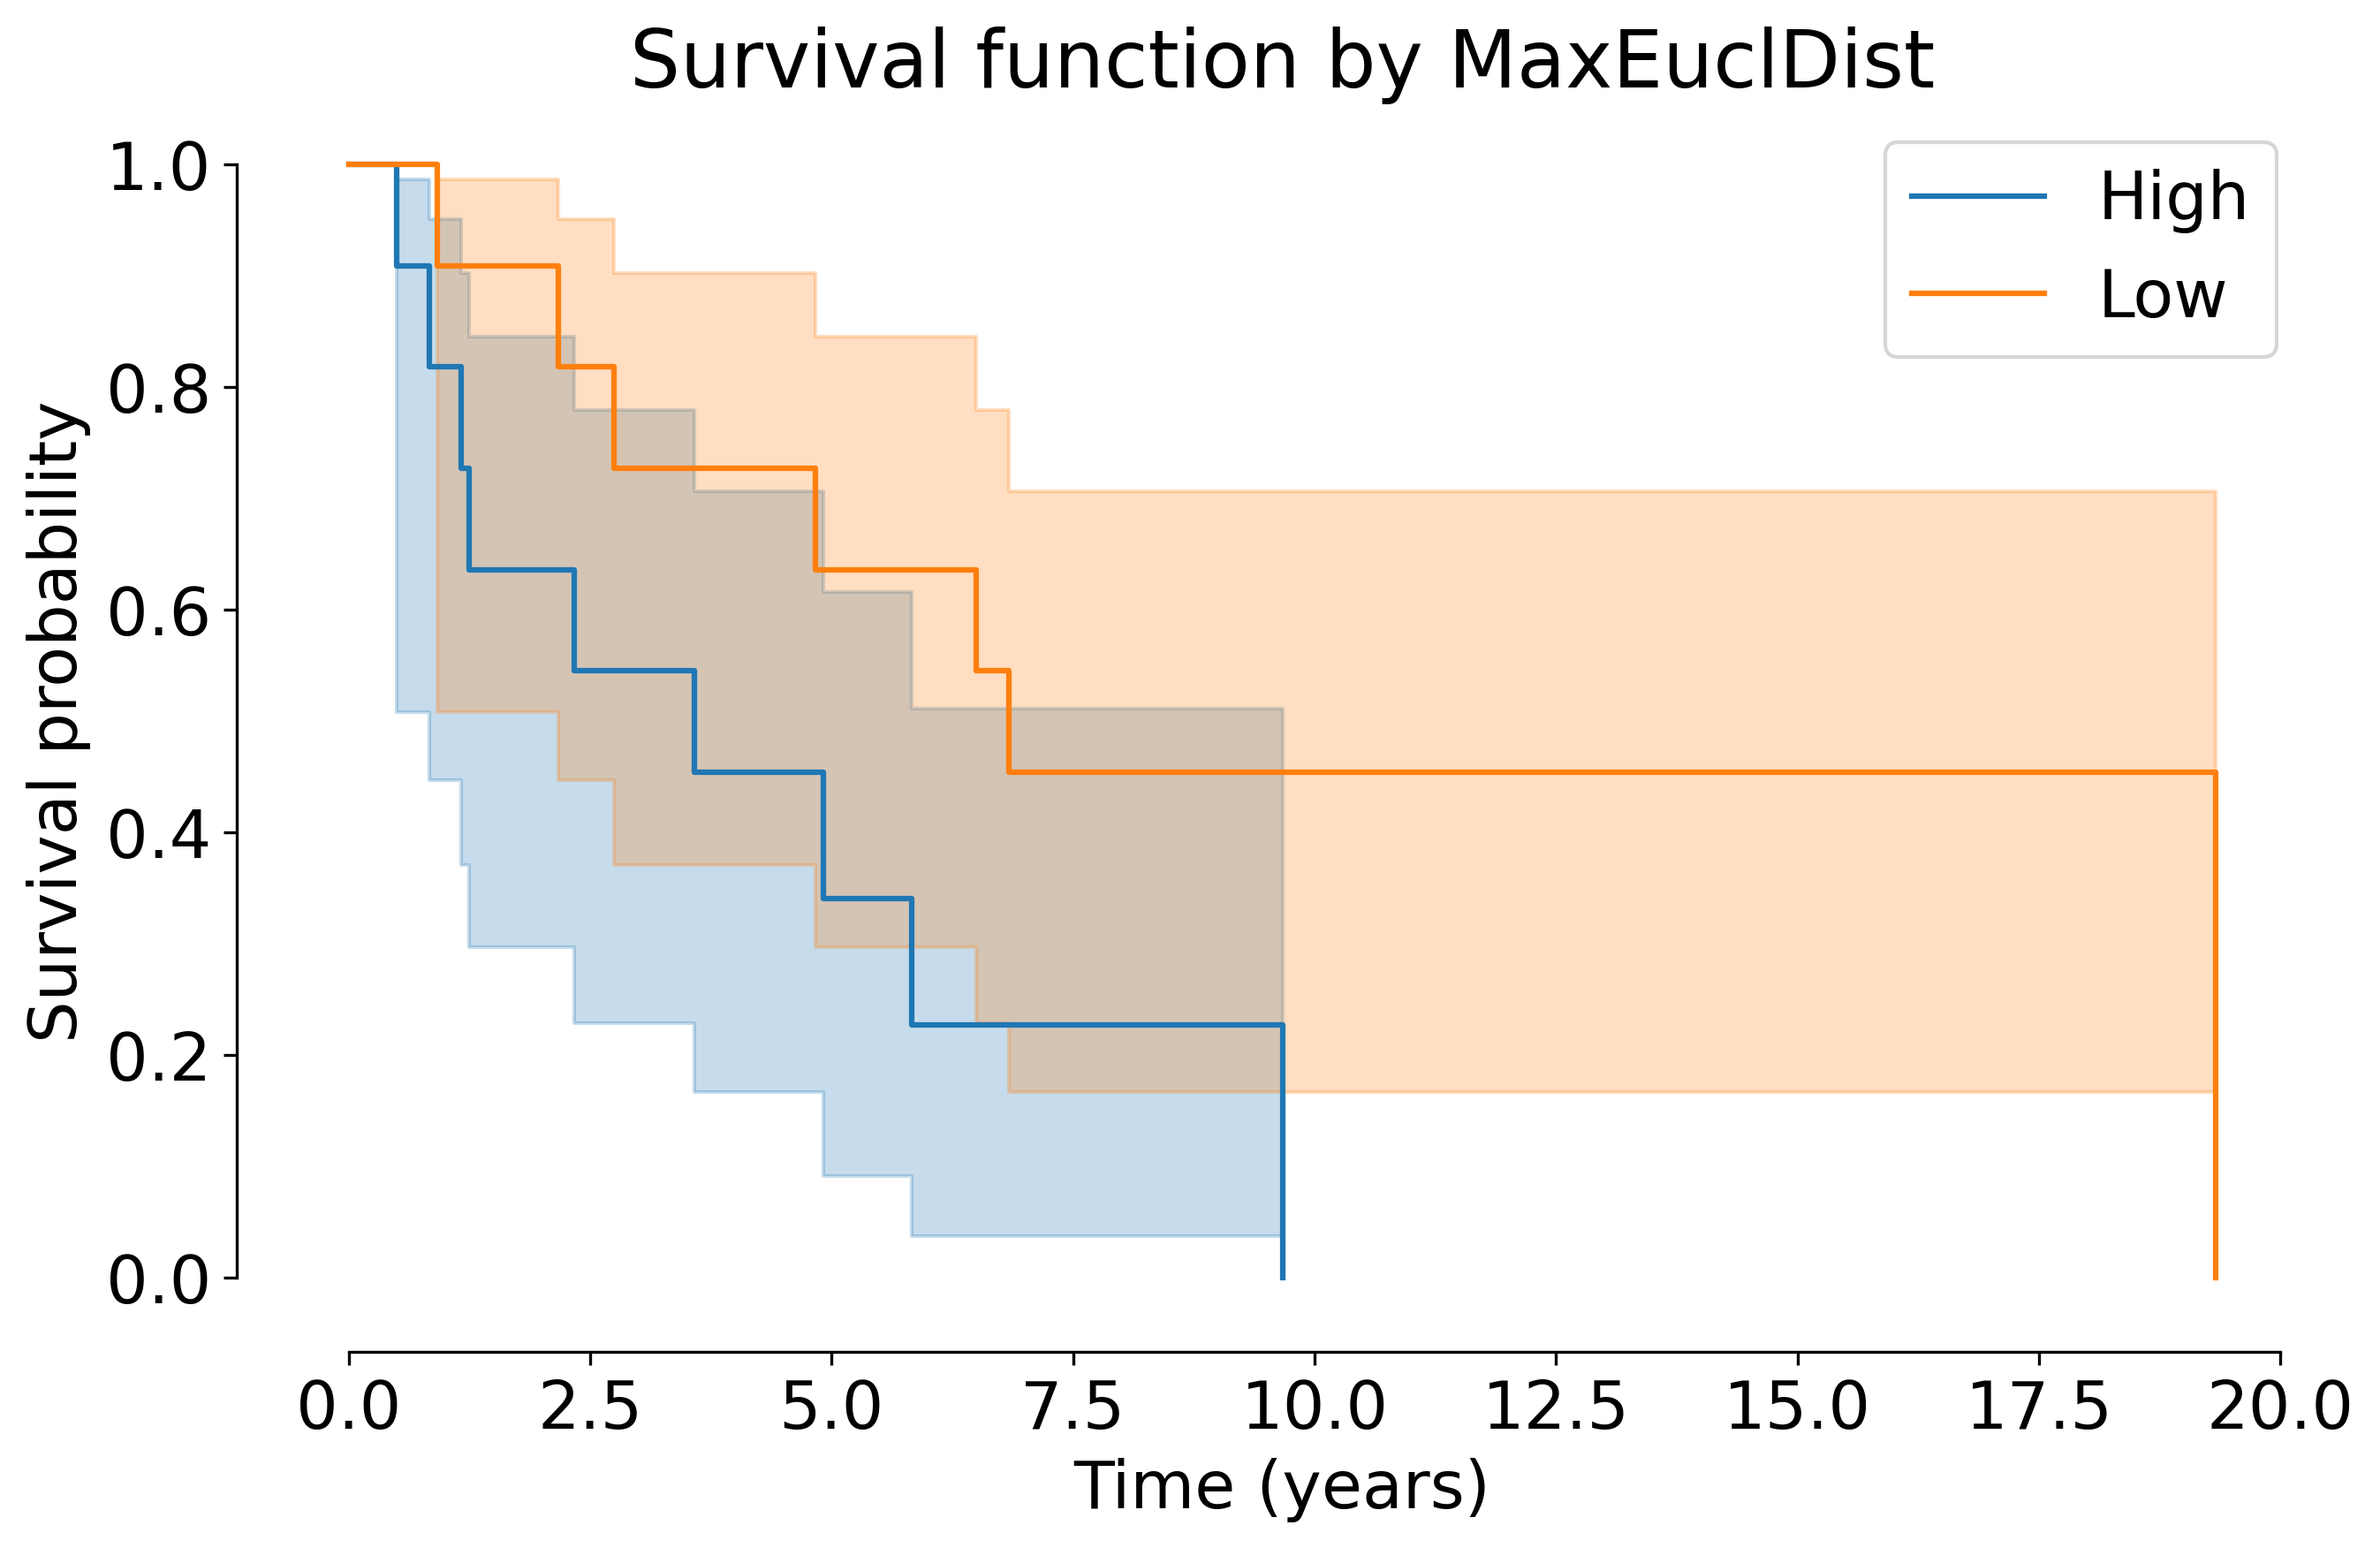 Survival function by MaxEuclDist
High
Low
Survival probability
1.0
0.8
0.6
0.4
0.2
0.0
0.0 2.5 5.0 7.5 10.0 12.5 15.0 17.5 20.0
Time (years)